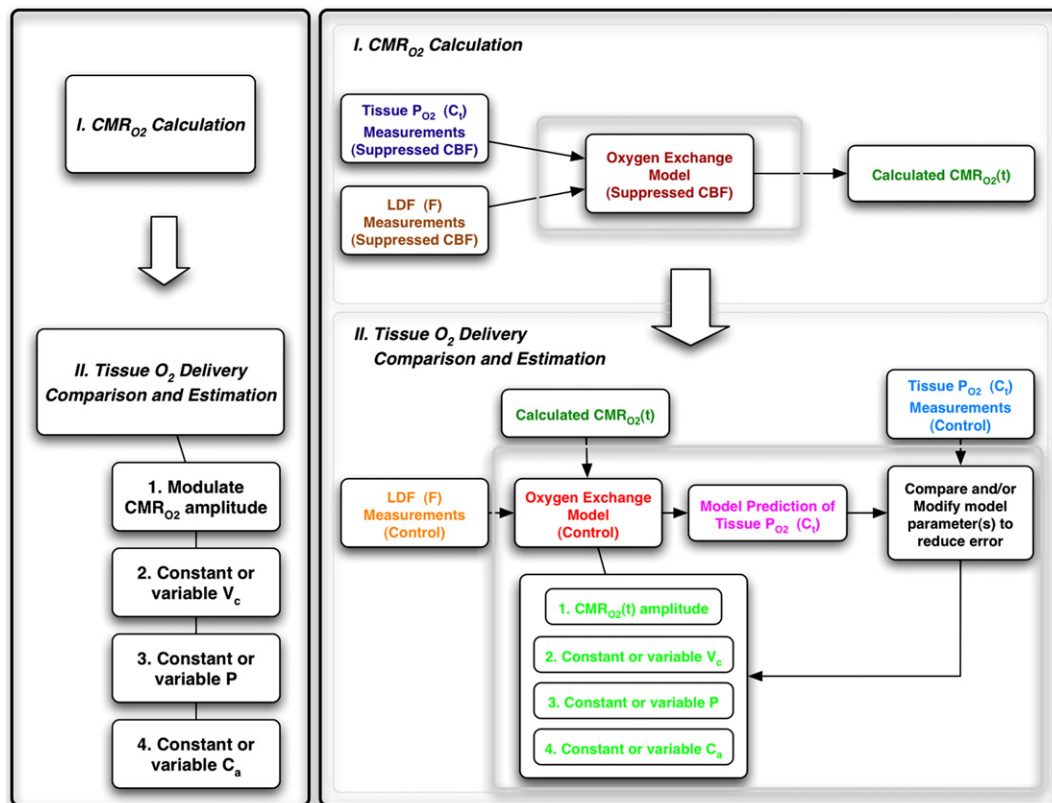 I. CMRO2 Calculation
II. Tissue O2 Delivery
Comparison and Estimation
1. Modulate
CMRO2 amplitude
2. Constant or
variable Vc
3. Constant or
variable P
4. Constant or
variable Ca
I. CMRO2 Calculation
Tissue PO2 (Ct)
Measurements
(Suppressed CBF)
LDF (F)
Measurements
(Suppressed CBF)
Oxygen Exchange
Model
(Suppressed CBF)
Calculated CMRO2(t)
II. Tissue O2 Delivery
Comparison and Estimation
Calculated CMRO2(t)
Tissue PO2 (Ct)
Measurements
(Control)
LDF (F)
Measurements
(Control)
Oxygen Exchange
Model
(Control)
Model Prediction of
Tissue PO2 (Ct)
Compare and/or
Modify model
parameter(s) to
reduce error
1. CMRO2(t) amplitude
2. Constant or variable Vc
3. Constant or variable P
4. Constant or variable Ca